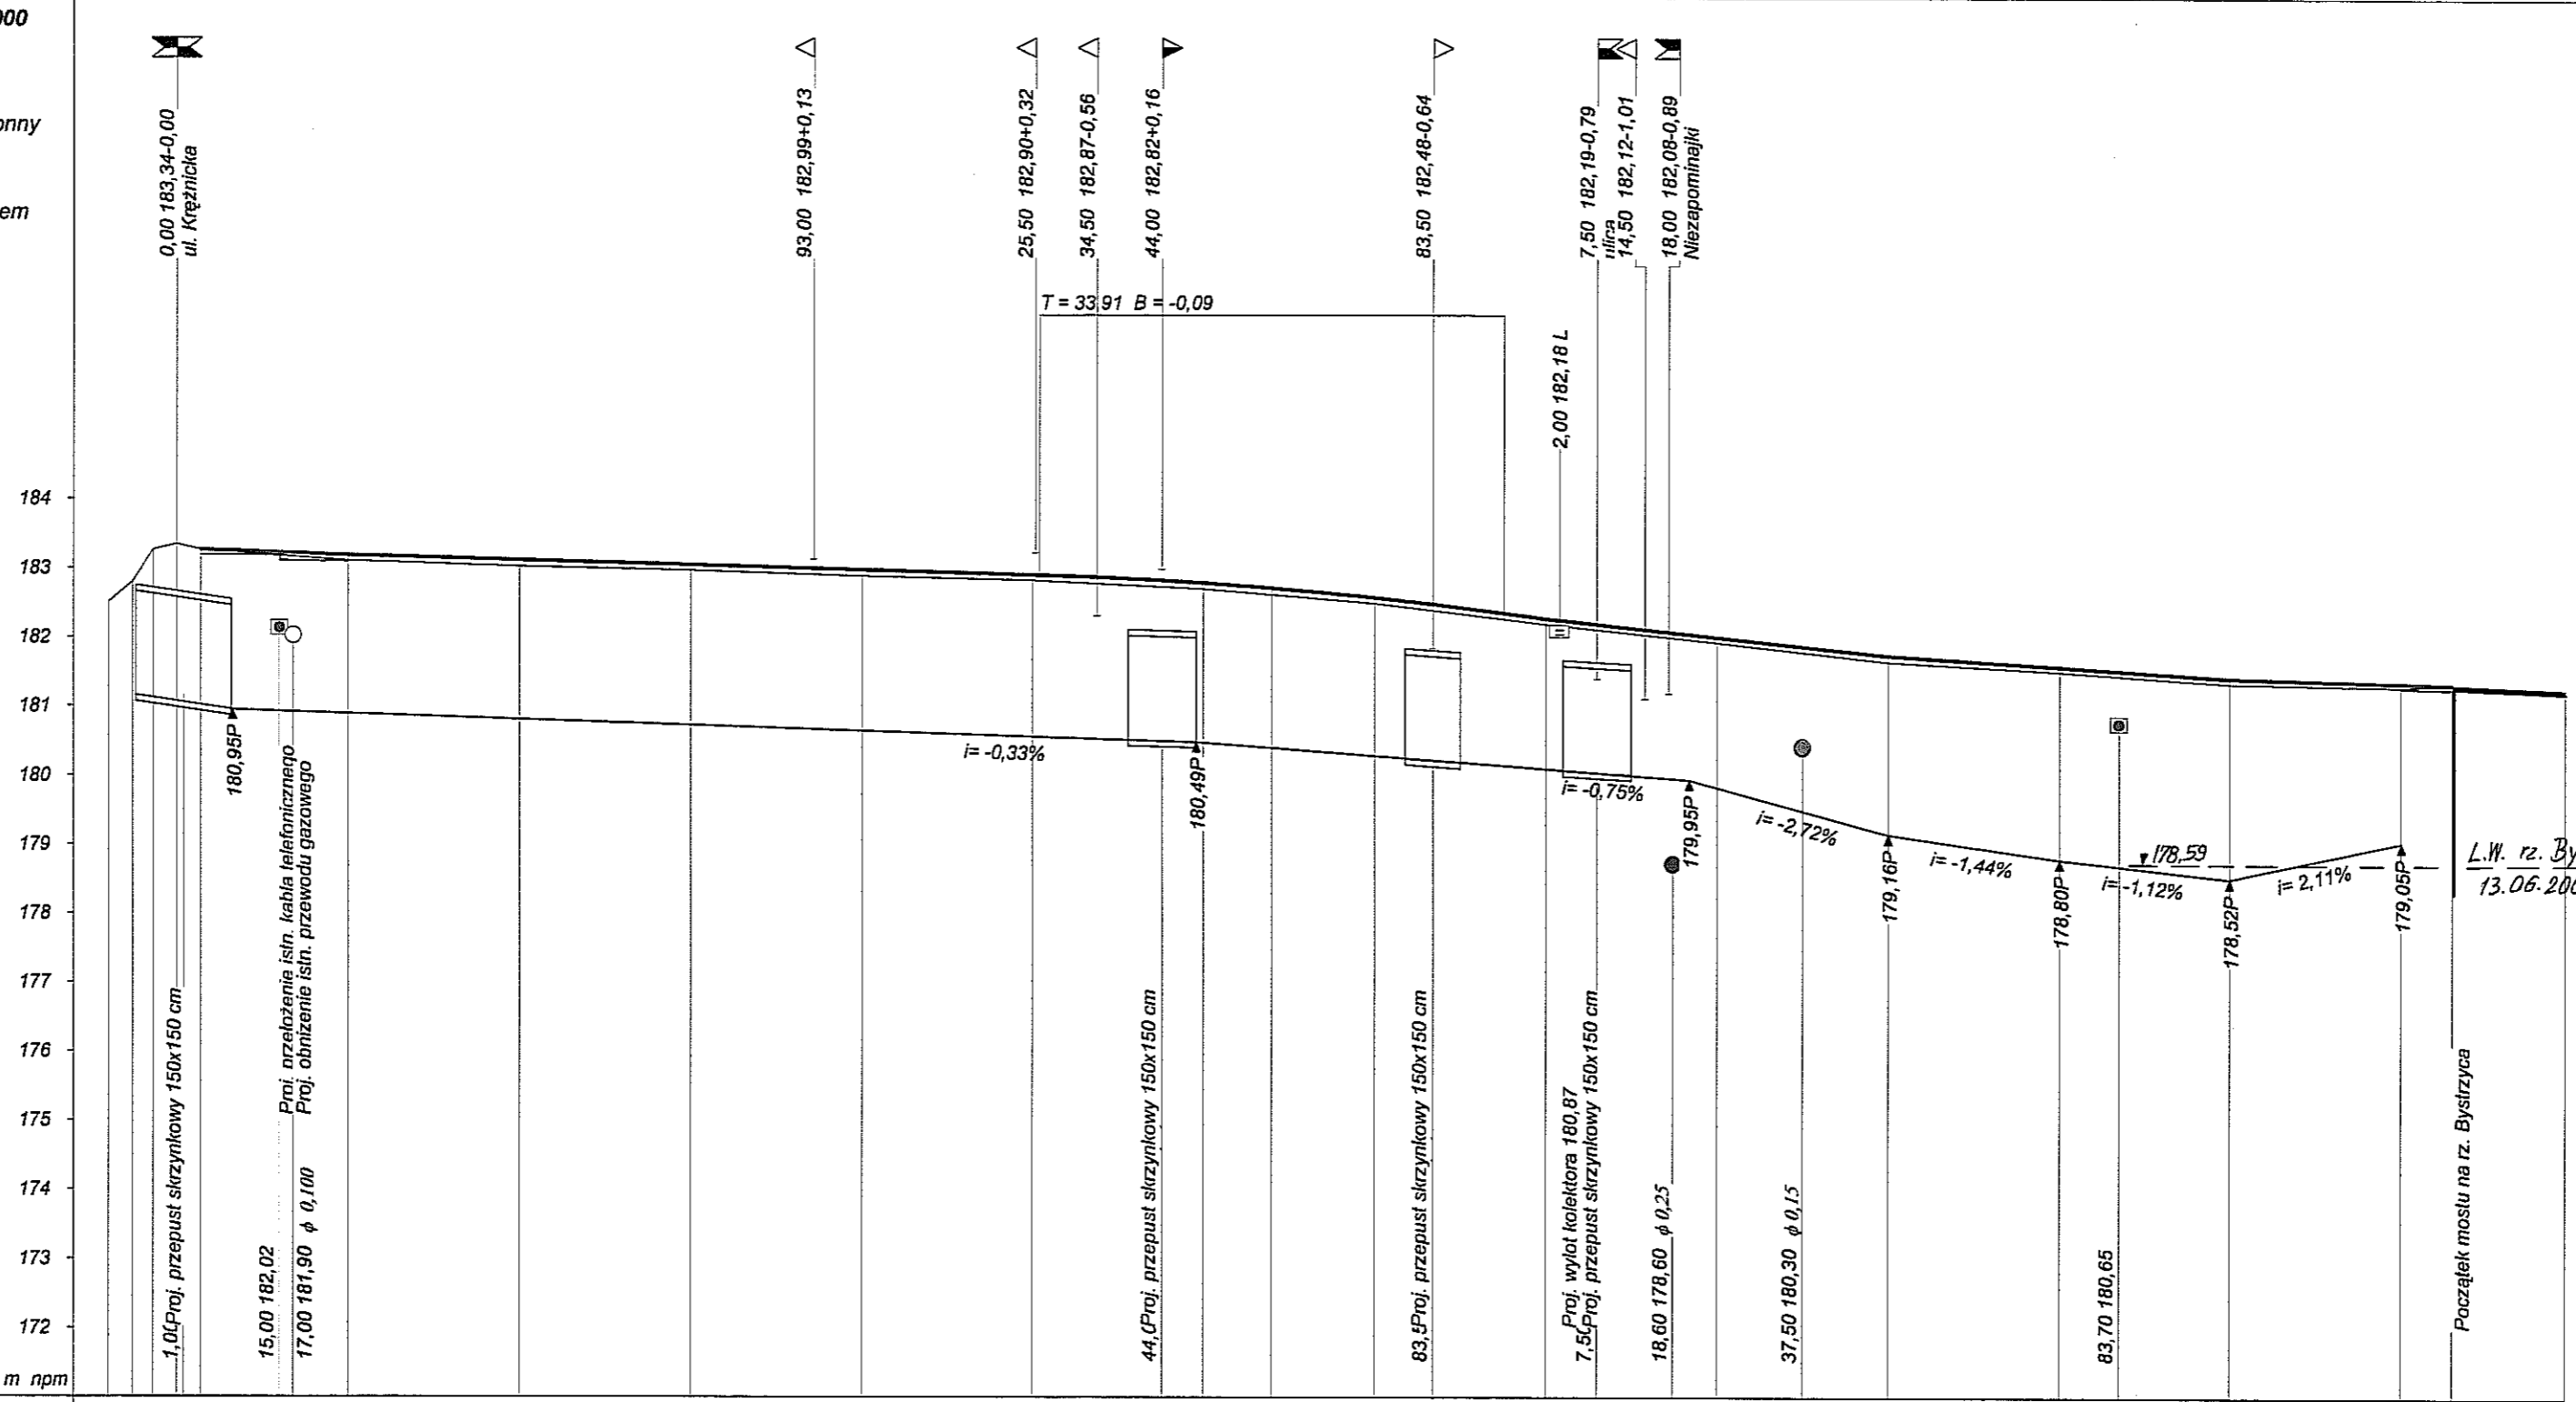 000
onny
em
0,00 183,34-0,00
ul. Krężnicka
93,00 182,99+0,13
25,50 182,90+0,32
34,50 182,87-0,56
44,00 182,82+0,16
83,50 182,48-0,64
7,50 182,19-0,79
ulica
14,50 182,12-1,01
18,00 182,08-0,89
Niezapominajki
T = 33,91 B = -0,09
2,00 182,18 L
184
183
182
181
180
179
178
177
176
175
174
173
172
m npm
180,95P
i= -0,33%
180,49P
i= -0,75%
179,95P
i= -2,72%
179,16P
i= -1,44%
178,80P
178,59
i= -1,12%
178,52P
i= 2,11%
179,05P
L.W. rz. By
13.06.200
1,00 Proj. przepust skrzynkowy 150x150 cm
15,00 182,02
Proj. przełożenie istn. kabla telefonicznego
17,00 181,90 φ 0,100
Proj. obniżenie istn. przewodu gazowego
44,0 Proj. przepust skrzynkowy 150x150 cm
83,5 Proj. przepust skrzynkowy 150x150 cm
Proj. wylot kolektora 180,87
7,50 Proj. przepust skrzynkowy 150x150 cm
18,60 178,60 φ 0,25
37,50 180,30 φ 0,15
83,70 180,65
Początek mostu na rz. Bystrzyca